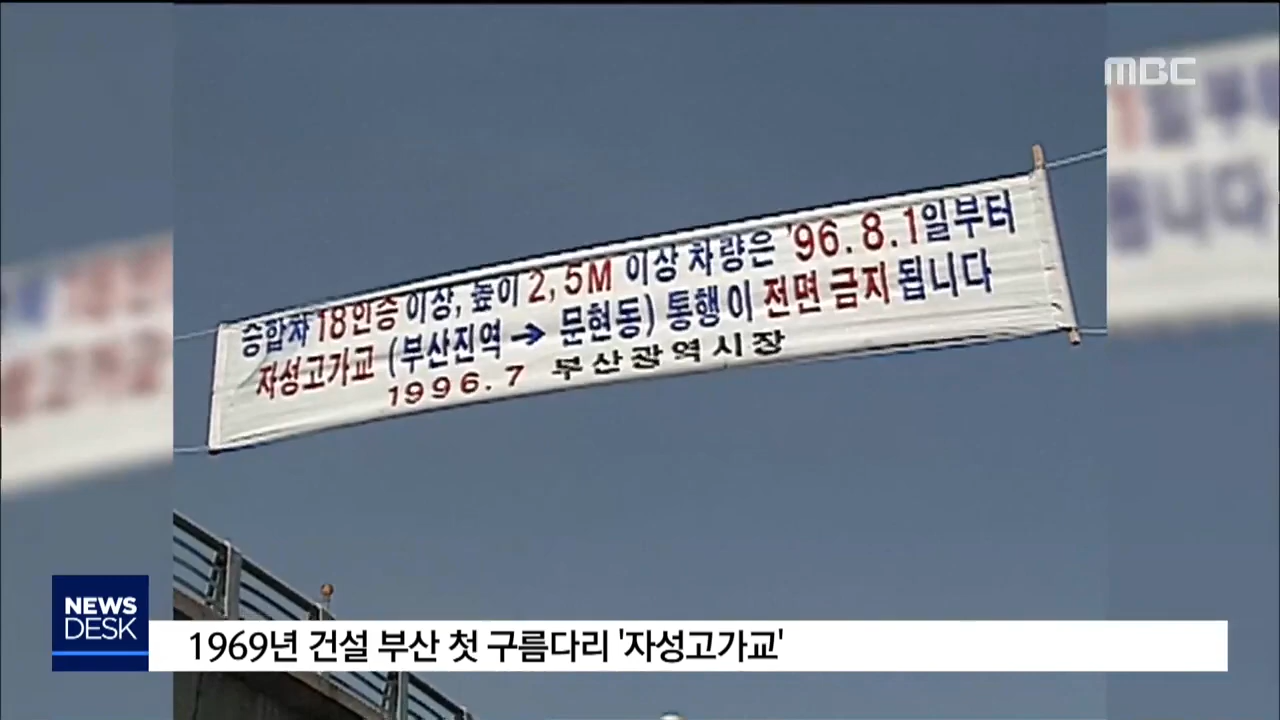 MBC
승합차 18인승 이상, 높이 2,5M 이상 차량은 '96.8.1일부터
자성고가교 (부산진역 → 문현동) 통행이 전면 금지 됩니다
1996.7 부산광역시장
NEWS
DESK
1969년 건설 부산 첫 구름다리 '자성고가교'